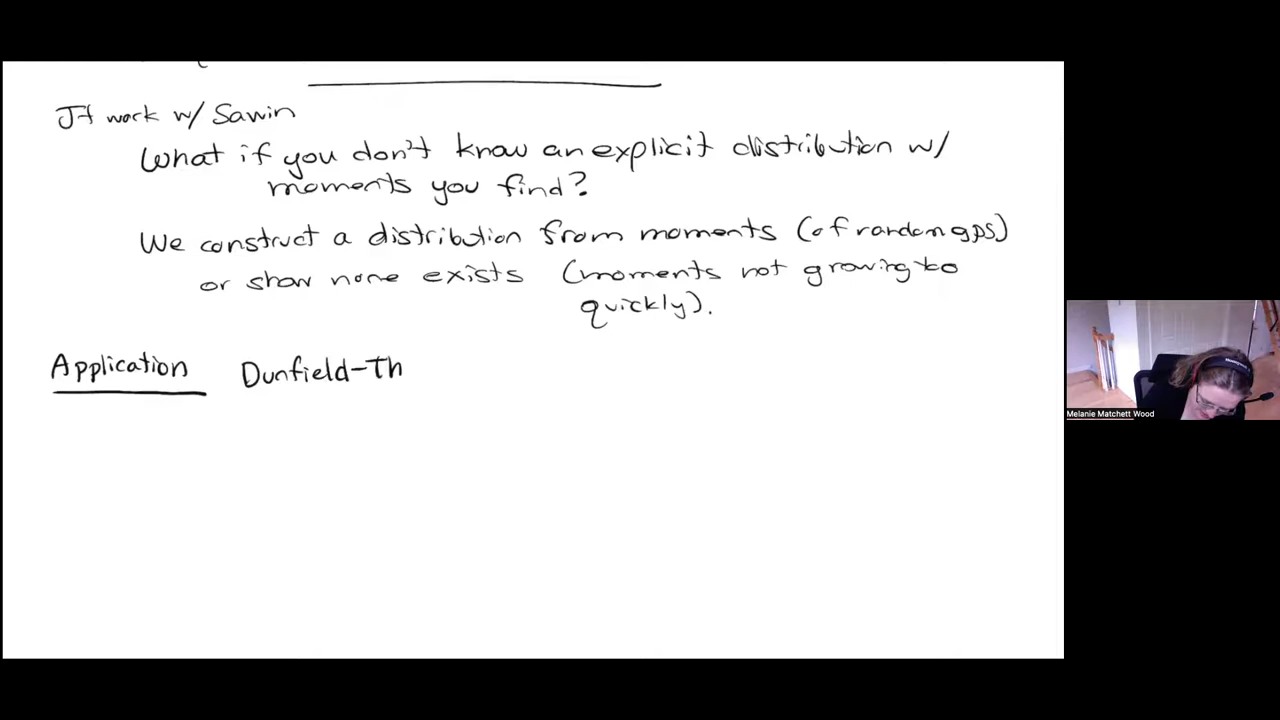 Jt work w/ Sawin
What if you don't know an explicit distribution w/
moments you find?
We construct a distribution from moments (of random gps)
or show none exists (moments not growing to
quickly).
Application Dunfield-Th
Melanie Matchett Wood